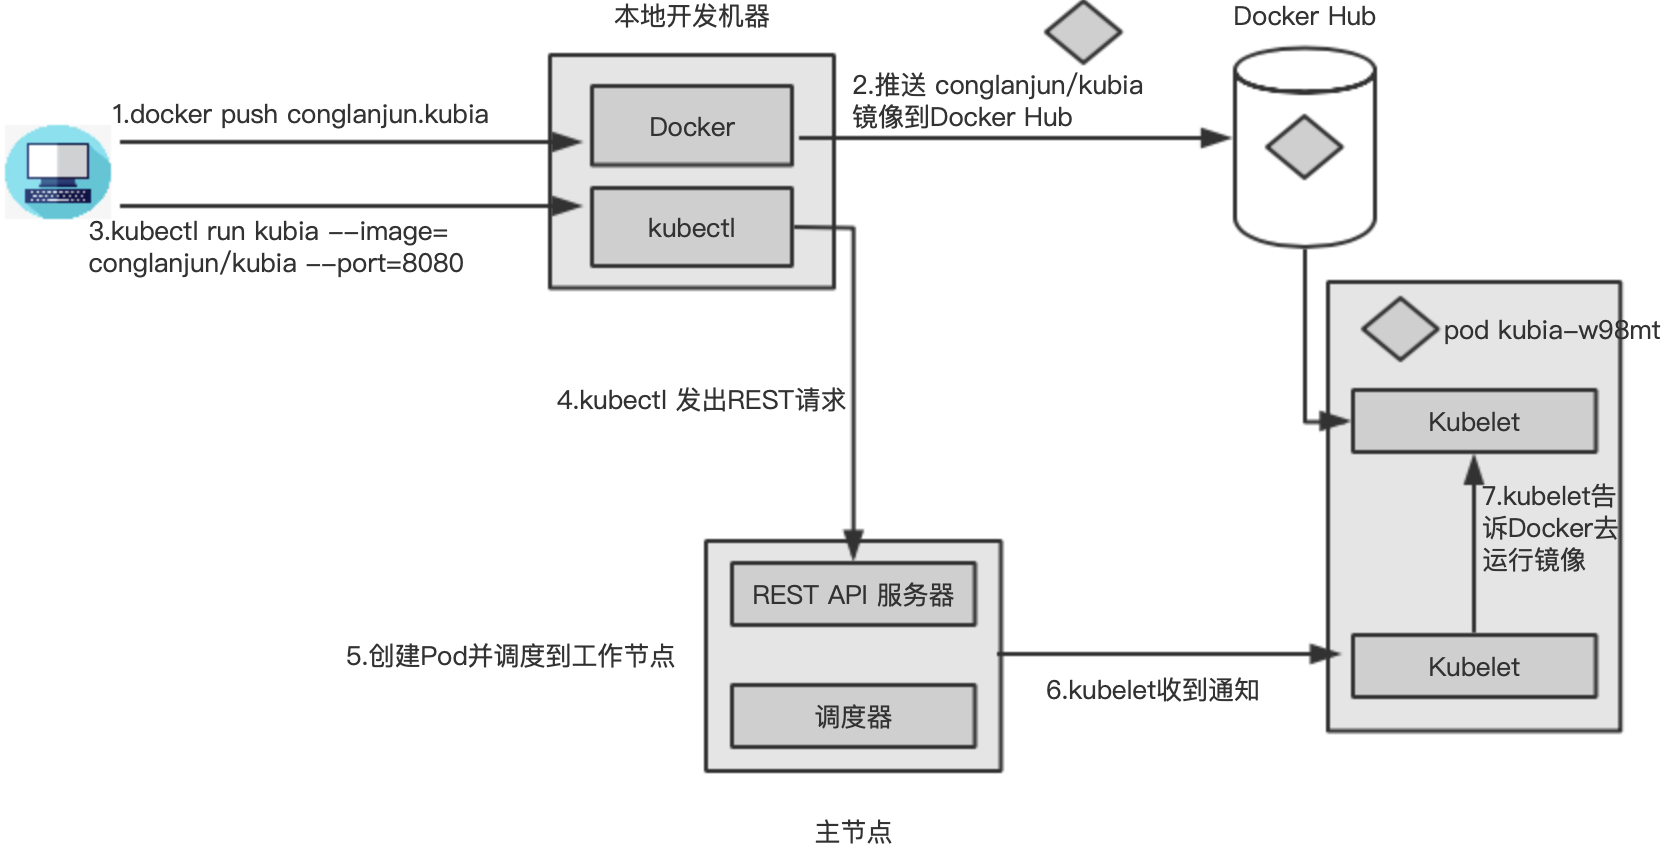 本地开发机器
Docker Hub
1.docker push conglanjun.kubia
Docker
2.推送 conglanjun/kubia
镜像到Docker Hub
3.kubectl run kubia --image=
conglanjun/kubia --port=8080
kubectl
pod kubia-w98mt
4.kubectl 发出REST请求
Kubelet
7.kubelet告
诉Docker去
运行镜像
REST API 服务器
5.创建Pod并调度到工作节点
6.kubelet收到通知
Kubelet
调度器
主节点